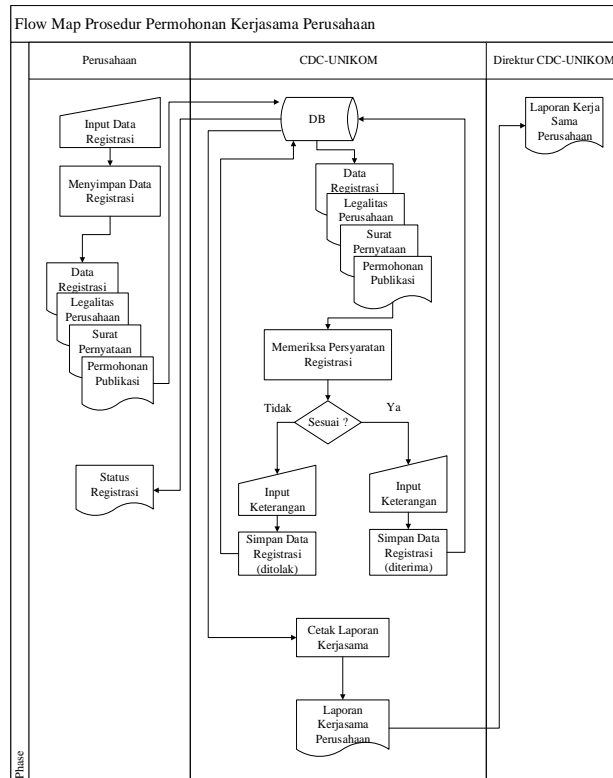 Flow Map Prosedur Permohonan Kerjasama Perusahaan
Perusahaan
CDC-UNIKOM
Direktur CDC-UNIKOM
Input Data
Registrasi
Menyimpan Data
Registrasi
Data
Registrasi
Legalitas
Perusahaan
Surat
Pernyataan
Permohonan
Publikasi
Status
Registrasi
DB
Data
Registrasi
Legalitas
Perusahaan
Surat
Pernyataan
Permohonan
Publikasi
Memeriksa Persyaratan
Registrasi
Tidak
Sesuai ?
Ya
Input
Keterangan
Simpan Data
Registrasi
(ditolak)
Input
Keterangan
Simpan Data
Registrasi
(diterima)
Cetak Laporan
Kerjasama
Laporan
Kerjasama
Perusahaan
Laporan Kerja
Sama
Perusahaan
Phase